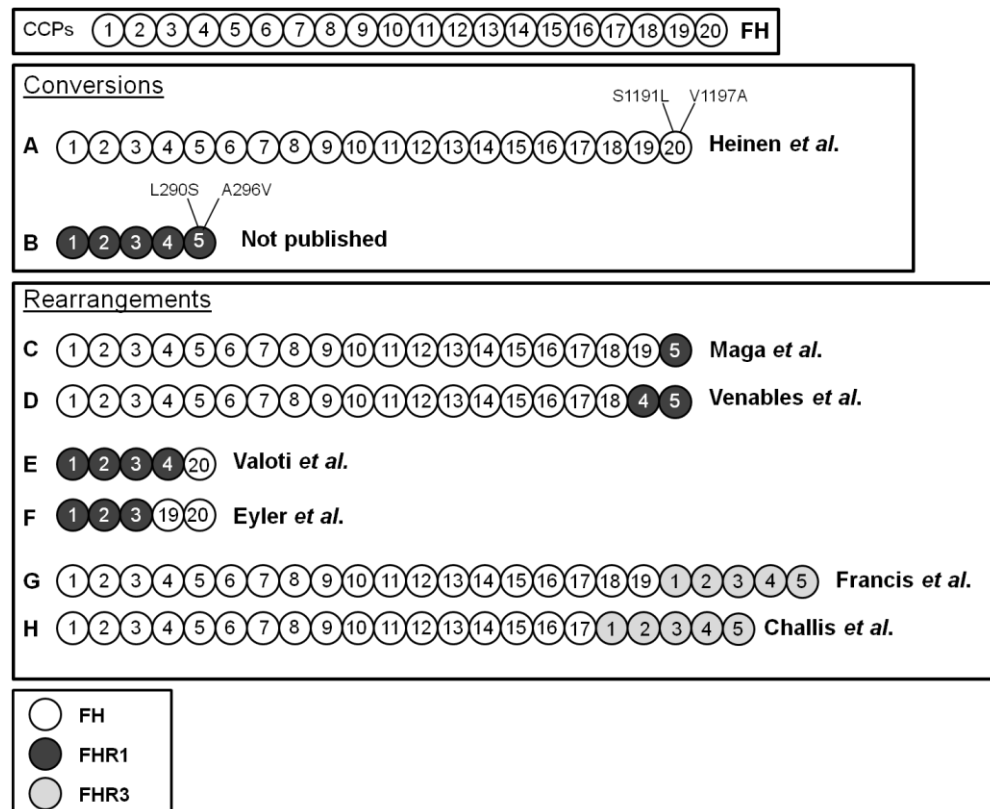 CCPs 1 2 3 4 5 6 7 8 9 10 11 12 13 14 15 16 17 18 19 20 FH
Conversions
S1191L V1197A
A 1 2 3 4 5 6 7 8 9 10 11 12 13 14 15 16 17 18 19 20 Heinen et al.
L290S A296V
B 1 2 3 4 5 Not published
Rearrangements
C 1 2 3 4 5 6 7 8 9 10 11 12 13 14 15 16 17 18 19 5 Maga et al.
D 1 2 3 4 5 6 7 8 9 10 11 12 13 14 15 16 17 18 4 5 Venables et al.
E 1 2 3 4 20 Valoti et al.
F 1 2 3 19 20 Eyler et al.
G 1 2 3 4 5 6 7 8 9 10 11 12 13 14 15 16 17 18 19 1 2 3 4 5 Francis et al.
H 1 2 3 4 5 6 7 8 9 10 11 12 13 14 15 16 17 1 2 3 4 5 Challis et al.
FH
FHR1
FHR3